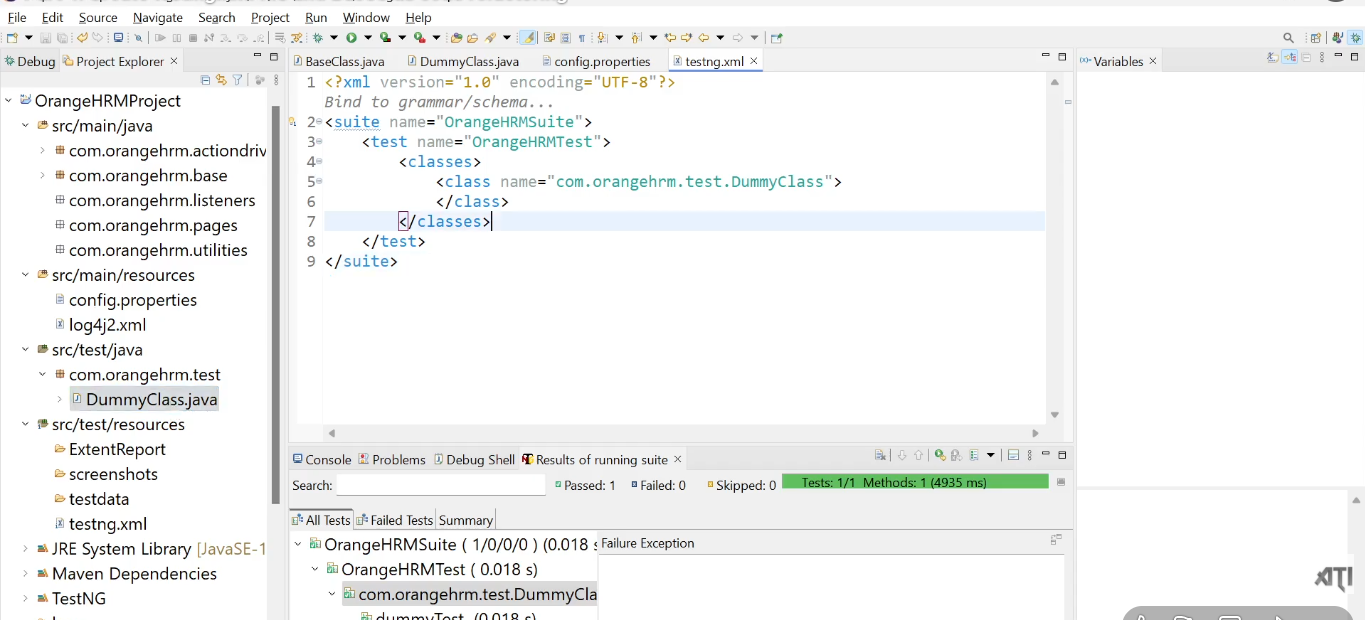 File Edit Source Navigate Search Project Run Window Help
Debug Project Explorer
BaseClass.java DummyClass.java config.properties testng.xml Variables
OrangeHRMProject
src/main/java
com.orangehrm.actiondriv
com.orangehrm.base
com.orangehrm.listeners
com.orangehrm.pages
com.orangehrm.utilities
src/main/resources
config.properties
log4j2.xml
src/test/java
com.orangehrm.test
DummyClass.java
src/test/resources
ExtentReport
screenshots
testdata
testng.xml
JRE System Library [JavaSE-1
Maven Dependencies
TestNG
1 <?xml version="1.0" encoding="UTF-8"?>
Bind to grammar/schema...
2 <suite name="OrangeHRMSuite">
3 <test name="OrangeHRMTest">
4 <classes>
5 <class name="com.orangehrm.test.DummyClass">
6 </class>
7 </classes>
8 </test>
9 </suite>
Console Problems Debug Shell Results of running suite
Search: Passed: 1 Failed: 0 Skipped: 0 Tests: 1/1 Methods: 1 (4935 ms)
All Tests Failed Tests Summary
OrangeHRMSuite ( 1/0/0/0 ) (0.018 s Failure Exception
OrangeHRMTest ( 0.018 s)
com.orangehrm.test.DummyCla
dummyTest (0.018 s)
ATI